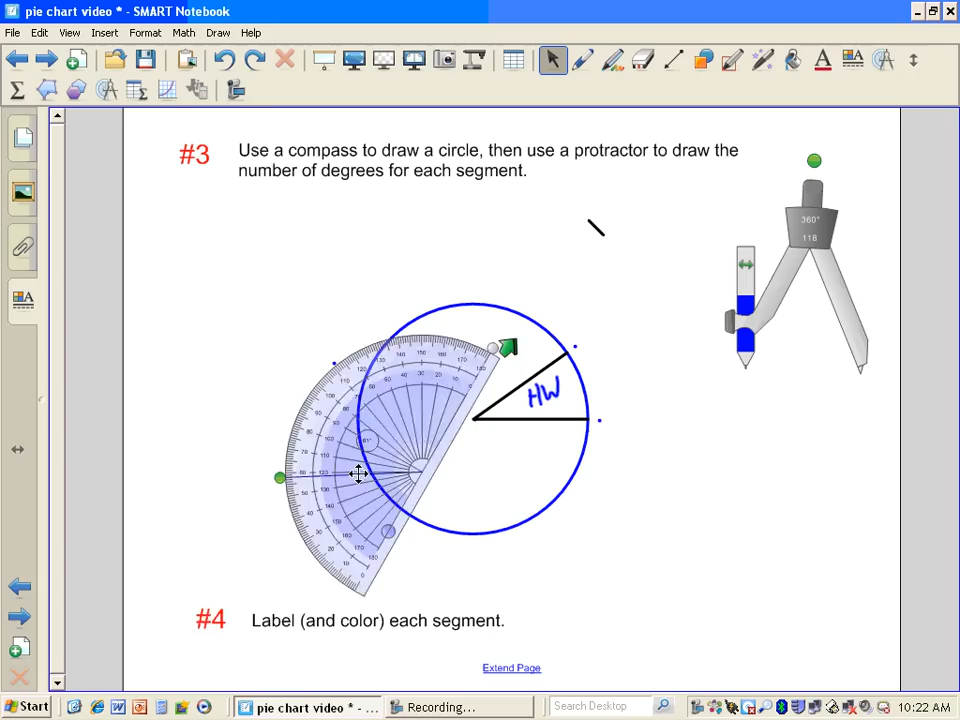 pie chart video * - SMART Notebook
File Edit View Insert Format Math Draw Help
#3 Use a compass to draw a circle, then use a protractor to draw the
number of degrees for each segment.
360°
118
HW
#4 Label (and color) each segment.
Extend Page
Start
pie chart video * - ...
Recording...
Search Desktop
10:22 AM